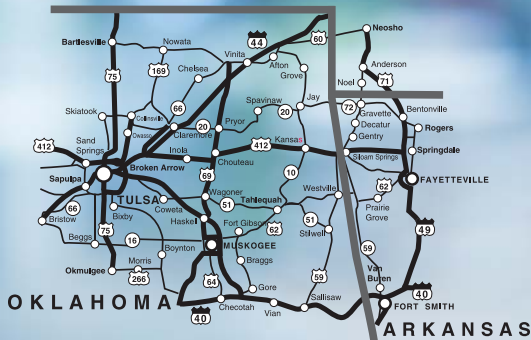 Neosho
Bartlesville
Nowata
Vinita
44
60
75
169
Chelsea
Afton
Grove
Anderson
Noel
71
66
Spavinaw
20
Jay
72
Gravette
Bentonville
Skiatook
Collinsville
Owasso
Claremore
20
Pryor
Decatur
Gentry
Rogers
412
Sand
Springs
Inola
412
Kansas
Siloam Springs
Springdale
Broken Arrow
Chouteau
Sapulpa
69
10
FAYETTEVILLE
66
TULSA
Wagoner
51
Tahlequah
Westville
62
Prairie
Grove
Bristow
75
Bixby
Coweta
Haskell
Fort Gibson
62
51
Stilwell
49
Beggs
16
MUSKOGEE
59
Boynton
Braggs
Okmulgee
Morris
266
64
Gore
59
Van
Buren
OKLAHOMA
40
Checotah
Vian
Sallisaw
FORT SMITH
40
ARKANSAS